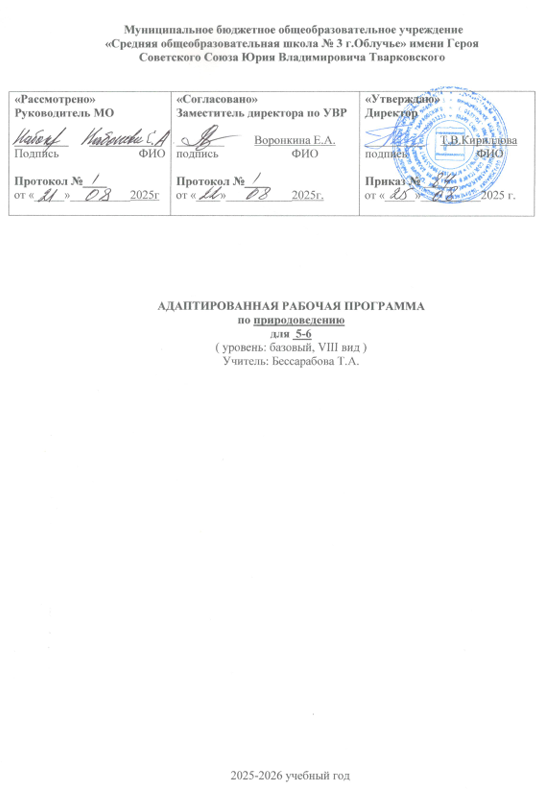 Муниципальное бюджетное общеобразовательное учреждение
«Средняя общеобразовательная школа № 3 г.Облучье» имени Героя
Советского Союза Юрия Владимировича Тварковского
«Рассмотрено»
Руководитель МО
Подпись ФИО
Протокол № 1
от « 21 » 08 2025г
«Согласовано»
Заместитель директора по УВР
Воронкина Е.А.
подпись ФИО
Протокол № 1
от « » 08 2025г.
«Утверждаю»
Директор
Т.В.Кириллова
подпись ФИО
Приказ №
от « 25 » 08 2025 г.
АДАПТИРОВАННАЯ РАБОЧАЯ ПРОГРАММА
по природоведению
для 5-6
( уровень: базовый, VIII вид )
Учитель: Бессарабова Т.А.
2025-2026 учебный год